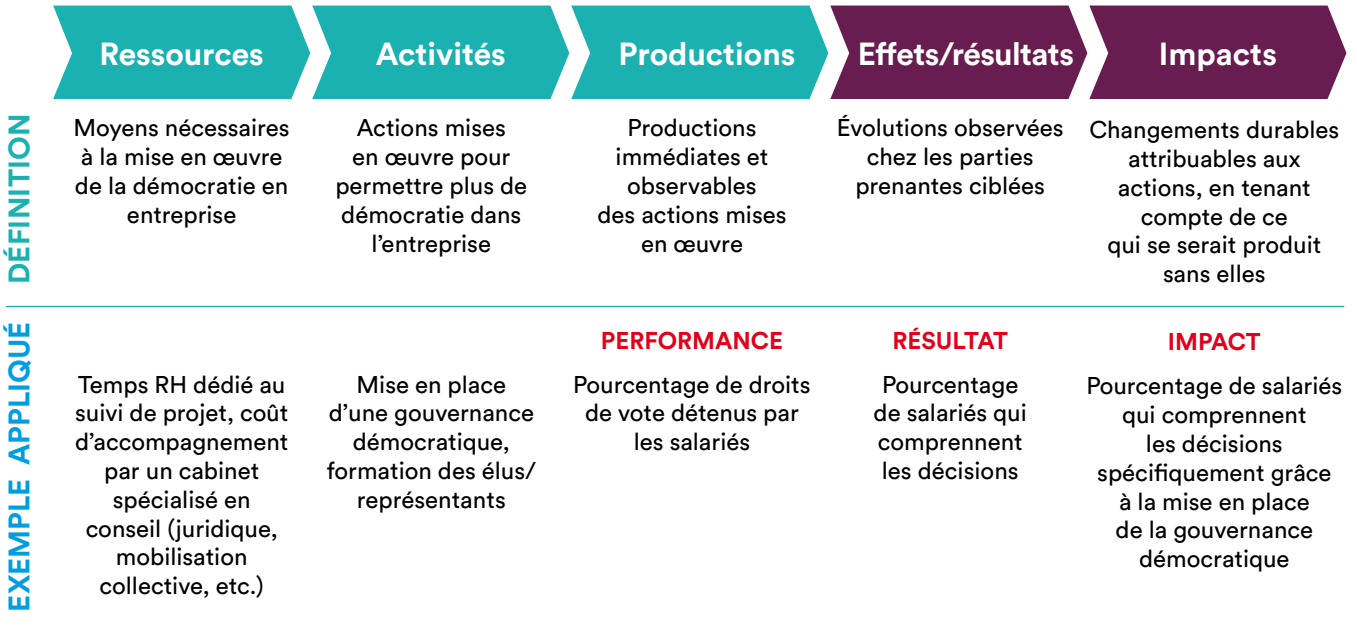 Ressources
Activités
Productions
Effets/résultats
Impacts
DÉFINITION
Moyens nécessaires
à la mise en œuvre
de la démocratie en
entreprise
Actions mises
en œuvre pour
permettre plus de
démocratie dans
l’entreprise
Productions
immédiates et
observables
des actions mises
en œuvre
Évolutions observées
chez les parties
prenantes ciblées
Changements durables
attribuables aux
actions, en tenant
compte de ce
qui se serait produit
sans elles
EXEMPLE APPLIQUÉ
Temps RH dédié au
suivi de projet, coût
d’accompagnement
par un cabinet
spécialisé en
conseil (juridique,
mobilisation
collective, etc.)
Mise en place
d’une gouvernance
démocratique,
formation des élus/
représentants
PERFORMANCE
Pourcentage de droits
de vote détenus par
les salariés
RÉSULTAT
Pourcentage
de salariés qui
comprennent
les décisions
IMPACT
Pourcentage de salariés
qui comprennent
les décisions
spécifiquement grâce
à la mise en place
de la gouvernance
démocratique